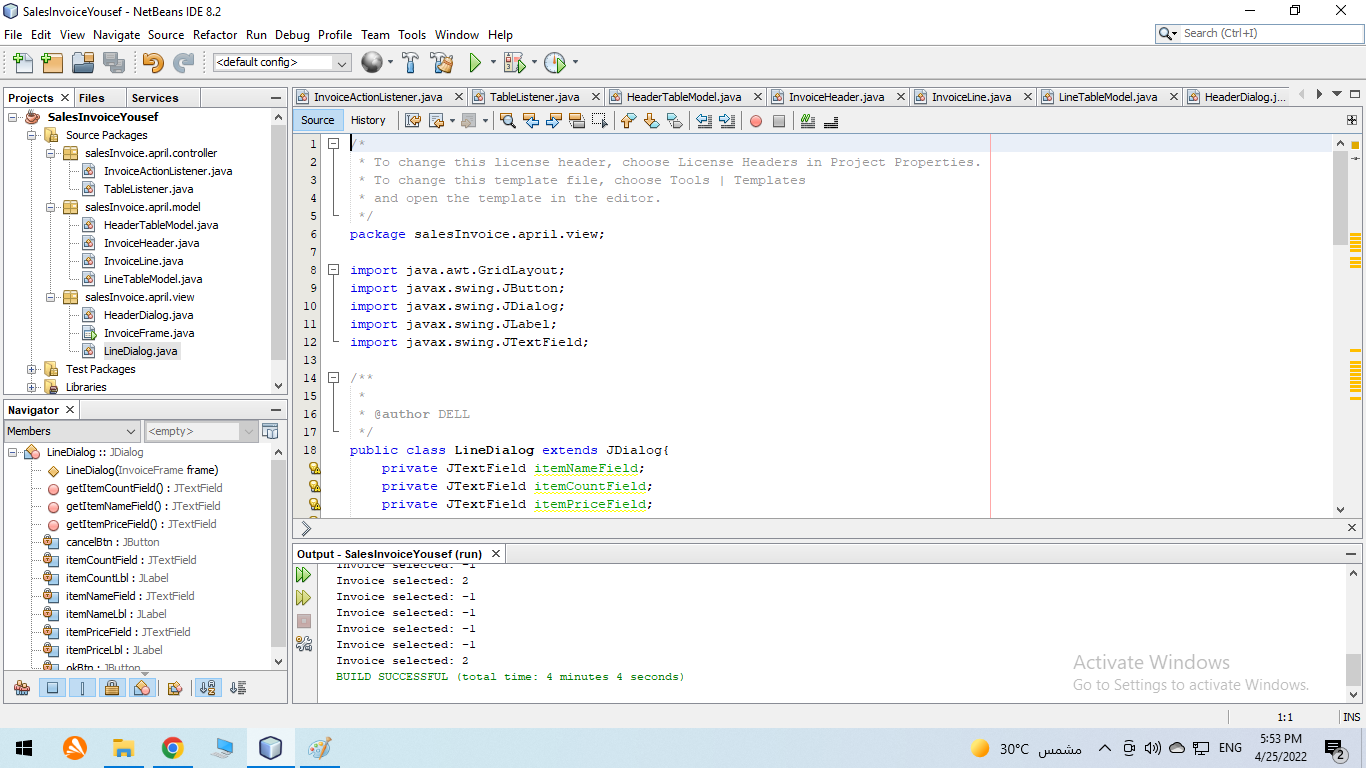 SalesInvoiceYousef - NetBeans IDE 8.2
File Edit View Navigate Source Refactor Run Debug Profile Team Tools Window Help
Search (Ctrl+I)
<default config>
Projects Files Services
SalesInvoiceYousef
Source Packages
salesInvoice.april.controller
InvoiceActionListener.java
TableListener.java
salesInvoice.april.model
HeaderTableModel.java
InvoiceHeader.java
InvoiceLine.java
LineTableModel.java
salesInvoice.april.view
HeaderDialog.java
InvoiceFrame.java
LineDialog.java
Test Packages
Libraries
Navigator
Members <empty>
LineDialog :: JDialog
LineDialog(InvoiceFrame frame)
getItemCountField() : JTextField
getItemNameField() : JTextField
getItemPriceField() : JTextField
cancelBtn : JButton
itemCountField : JTextField
itemCountLbl : JLabel
itemNameField : JTextField
itemNameLbl : JLabel
itemPriceField : JTextField
itemPriceLbl : JLabel
okBtn : JButton
InvoiceActionListener.java TableListener.java HeaderTableModel.java InvoiceHeader.java InvoiceLine.java LineTableModel.java HeaderDialog.j...
Source History
1 /*
2 * To change this license header, choose License Headers in Project Properties.
3 * To change this template file, choose Tools | Templates
4 * and open the template in the editor.
5 */
6 package salesInvoice.april.view;
7
8 import java.awt.GridLayout;
9 import javax.swing.JButton;
10 import javax.swing.JDialog;
11 import javax.swing.JLabel;
12 import javax.swing.JTextField;
13
14 /**
15 *
16 * @author DELL
17 */
18 public class LineDialog extends JDialog{
private JTextField itemNameField;
private JTextField itemCountField;
private JTextField itemPriceField;
Output - SalesInvoiceYousef (run)
Invoice selected: -1
Invoice selected: 2
Invoice selected: -1
Invoice selected: -1
Invoice selected: -1
Invoice selected: -1
Invoice selected: 2
BUILD SUCCESSFUL (total time: 4 minutes 4 seconds)
Activate Windows
Go to Settings to activate Windows.
1:1 INS
30°C مشمس ENG 5:53 PM
4/25/2022
2